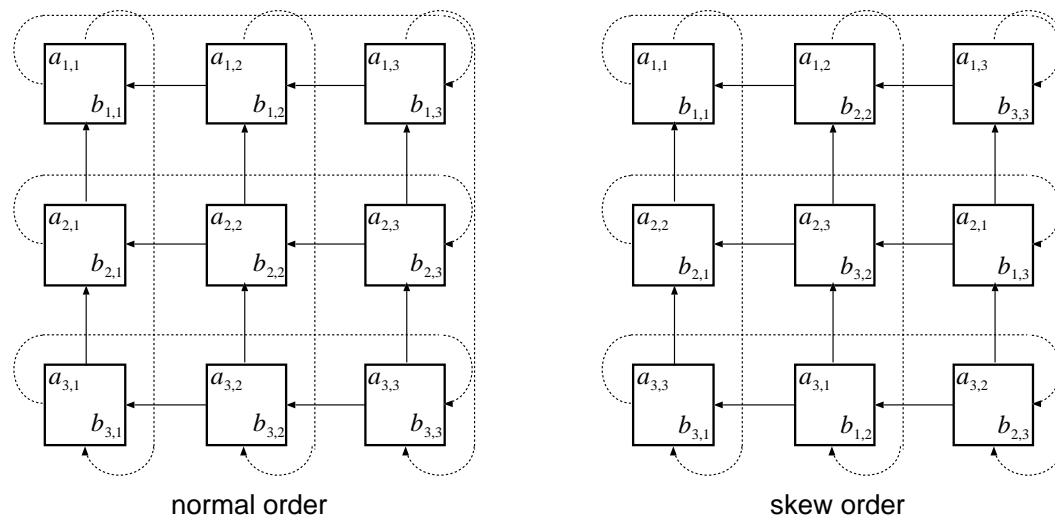 a1,1 a1,2 a1,3
b1,1 b1,2 b1,3
a2,1 a2,2 a2,3
b2,1 b2,2 b2,3
a3,1 a3,2 a3,3
b3,1 b3,2 b3,3
normal order
a1,1 a1,2 a1,3
b1,1 b2,2 b3,3
a2,2 a2,3 a2,1
b2,1 b3,2 b1,3
a3,3 a3,1 a3,2
b3,1 b1,2 b2,3
skew order